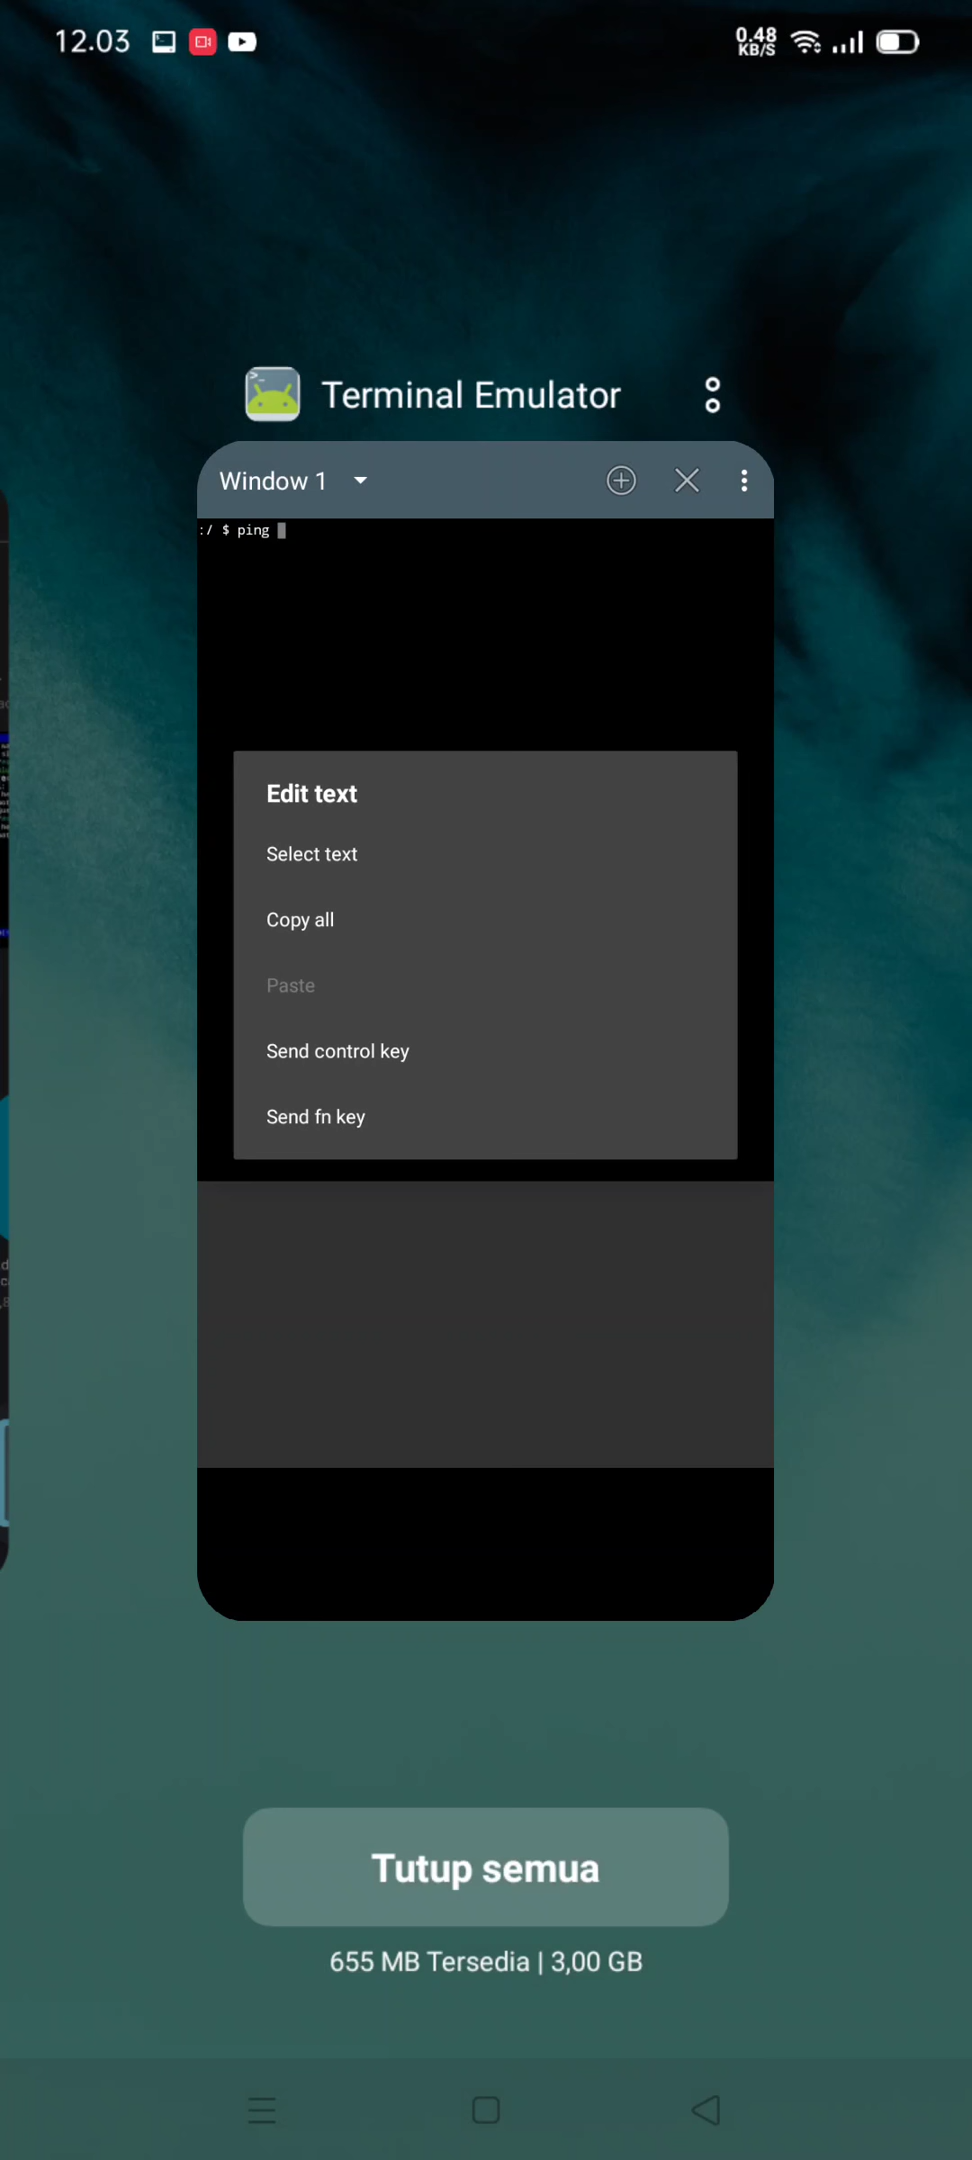 12.03
0.48
KB/S
Terminal Emulator
Window 1
:/ $ ping
Edit text
Select text
Copy all
Paste
Send control key
Send fn key
Tutup semua
655 MB Tersedia | 3,00 GB